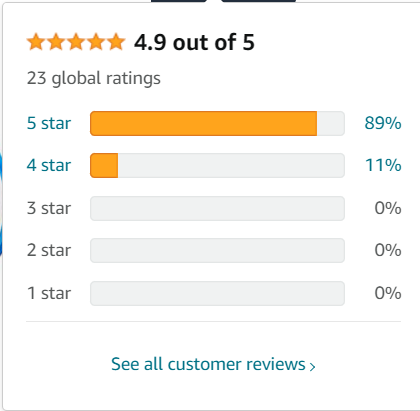 4.9 out of 5
23 global ratings
5 star 89%
4 star 11%
3 star 0%
2 star 0%
1 star 0%
See all customer reviews ›